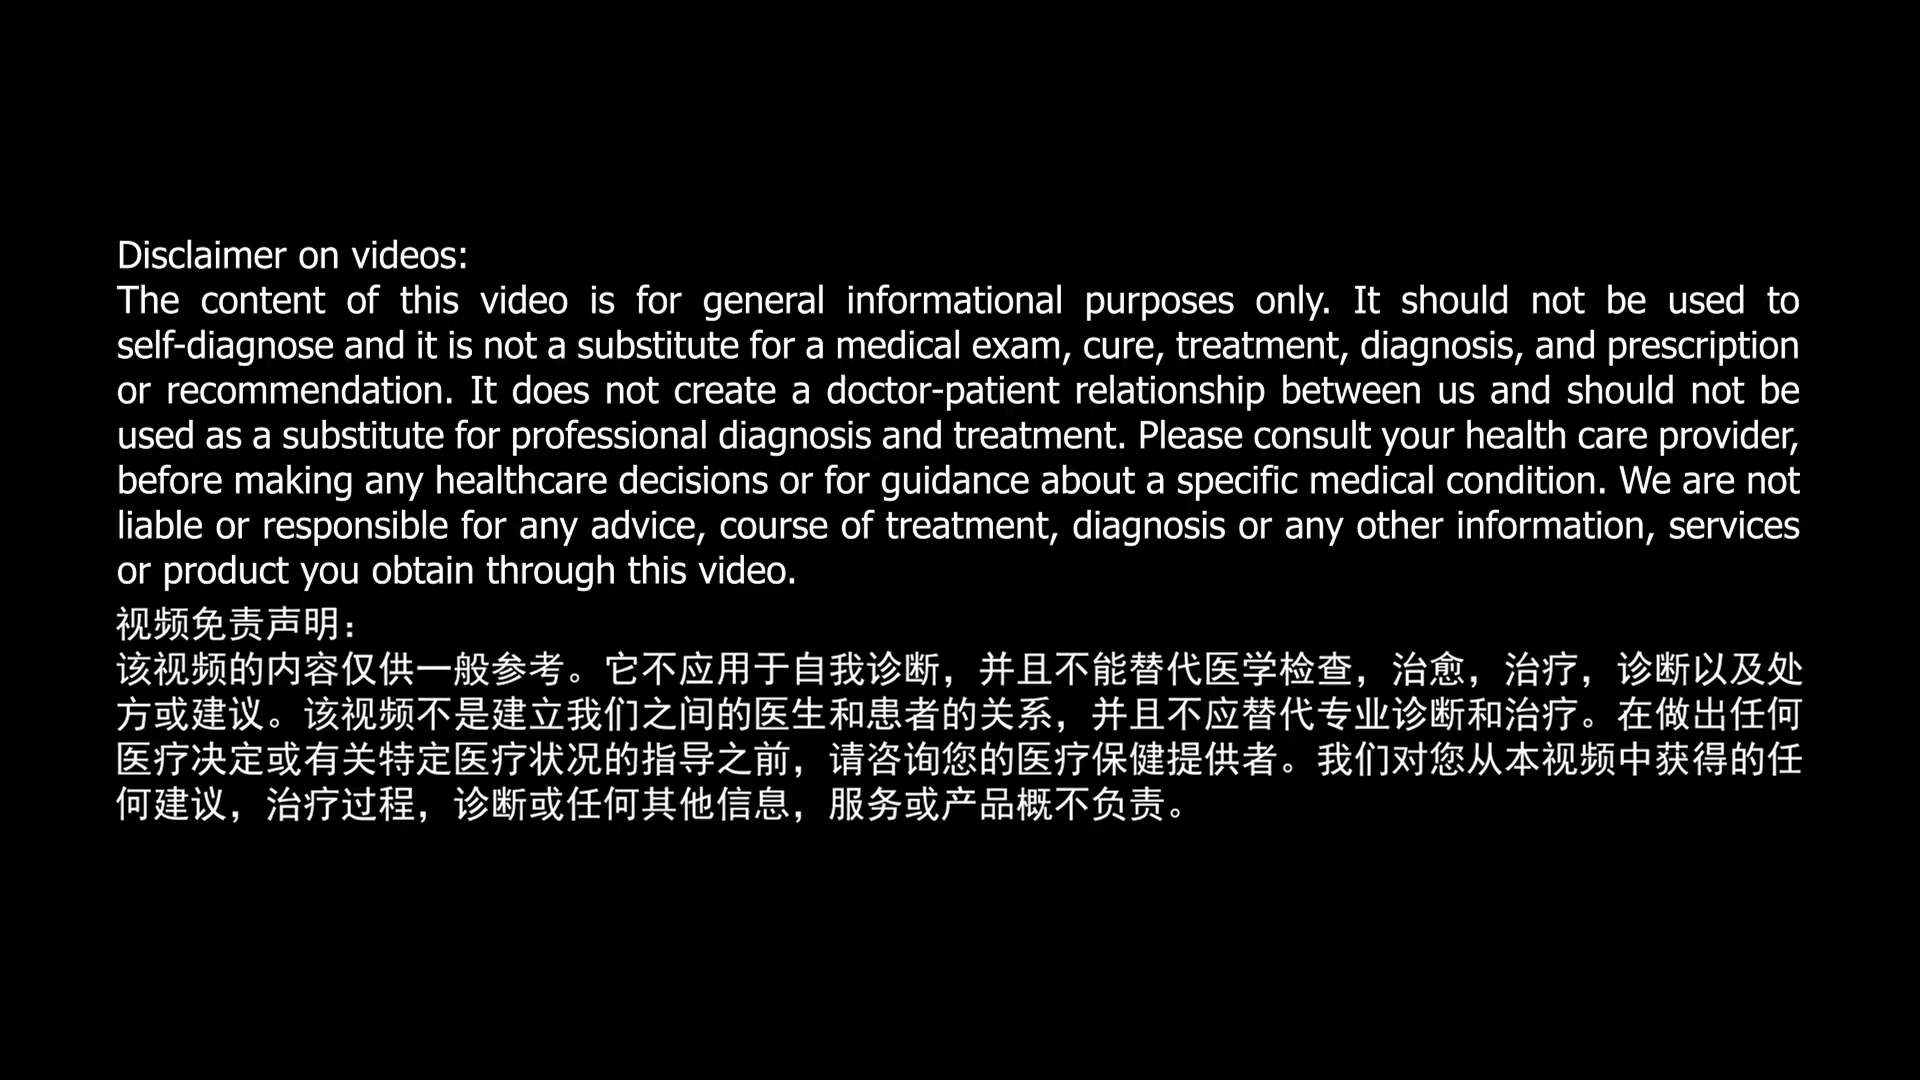 Disclaimer on videos:
The content of this video is for general informational purposes only. It should not be used to
self-diagnose and it is not a substitute for a medical exam, cure, treatment, diagnosis, and prescription
or recommendation. It does not create a doctor-patient relationship between us and should not be
used as a substitute for professional diagnosis and treatment. Please consult your health care provider,
before making any healthcare decisions or for guidance about a specific medical condition. We are not
liable or responsible for any advice, course of treatment, diagnosis or any other information, services
or product you obtain through this video.
视频免责声明：
该视频的内容仅供一般参考。它不应用于自我诊断，并且不能替代医学检查，治愈，治疗，诊断以及处
方或建议。该视频不是建立我们之间的医生和患者的关系，并且不应替代专业诊断和治疗。在做出任何
医疗决定或有关特定医疗状况的指导之前，请咨询您的医疗保健提供者。我们对您从本视频中获得的任
何建议，治疗过程，诊断或任何其他信息，服务或产品概不负责。